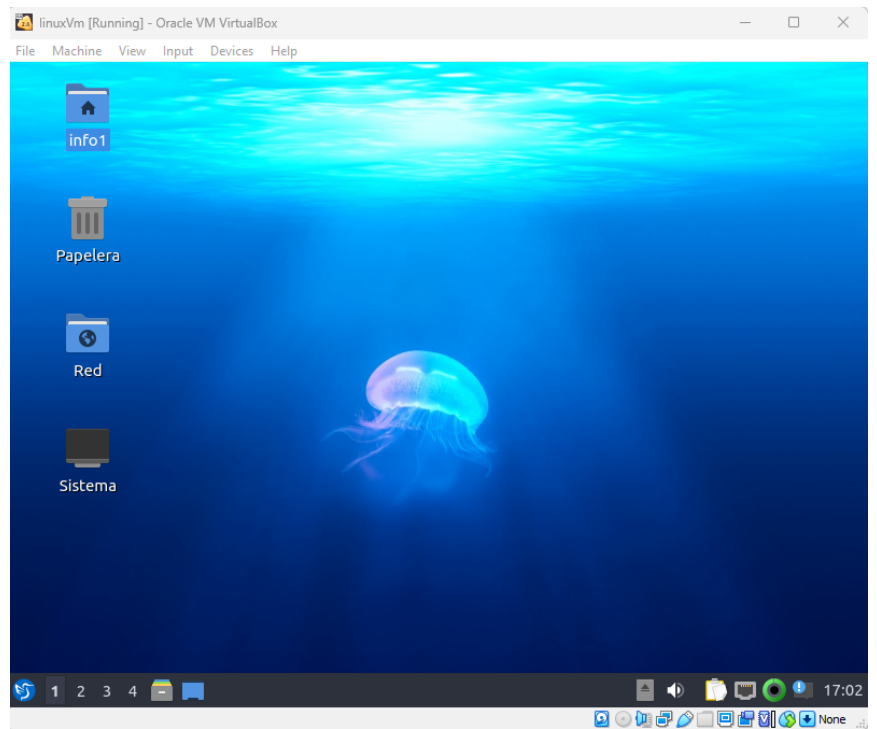 linuxVm [Running] - Oracle VM VirtualBox
File Machine View Input Devices Help
info1
Papelera
Red
Sistema
1 2 3 4 17:02
None